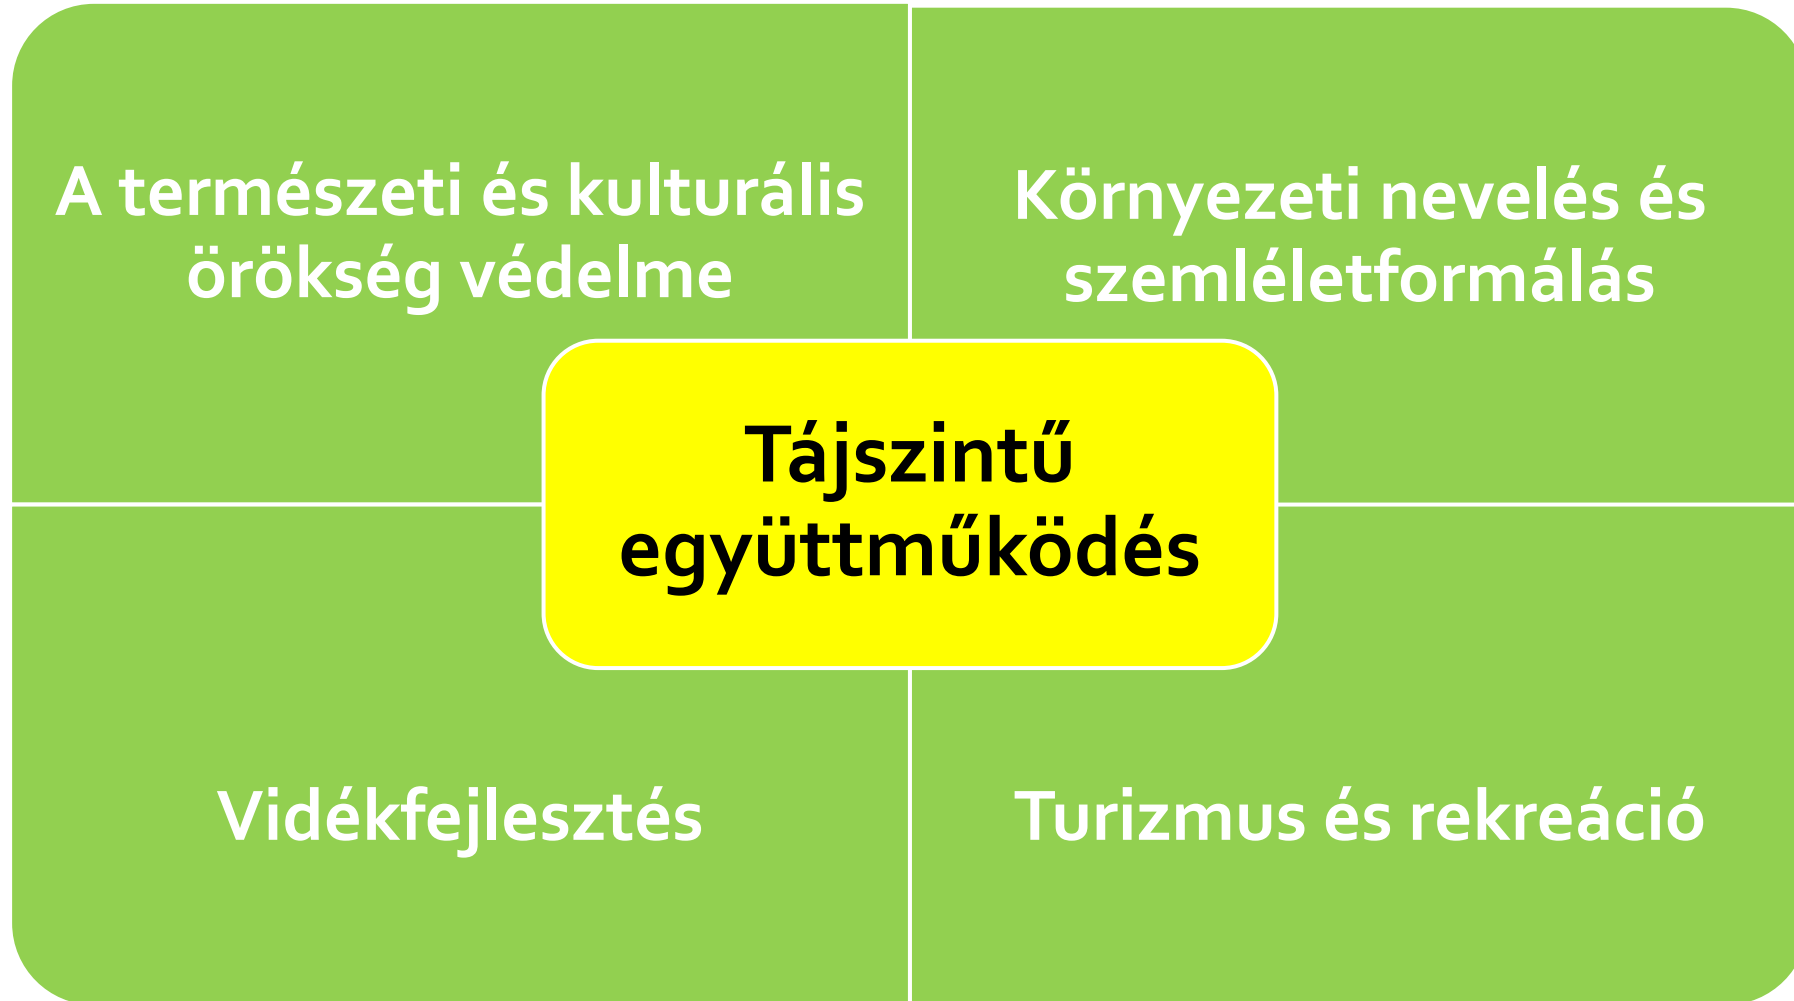 A természeti és kulturális
örökség védelme
Környezeti nevelés és
szemléletformálás
Tájszintű
együttműködés
Vidékfejlesztés
Turizmus és rekreáció